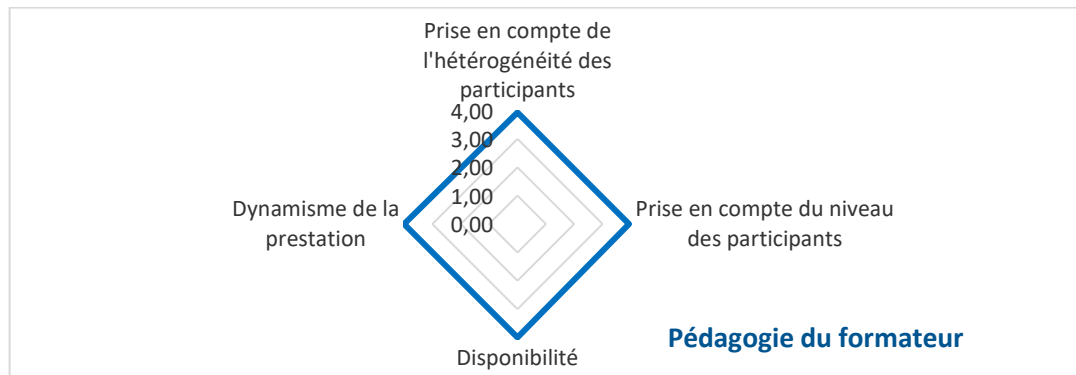 Prise en compte de
l'hétérogénéité des
participants
4,00
3,00
2,00
1,00
0,00
Dynamisme de la
prestation
Prise en compte du niveau
des participants
Disponibilité
Pédagogie du formateur